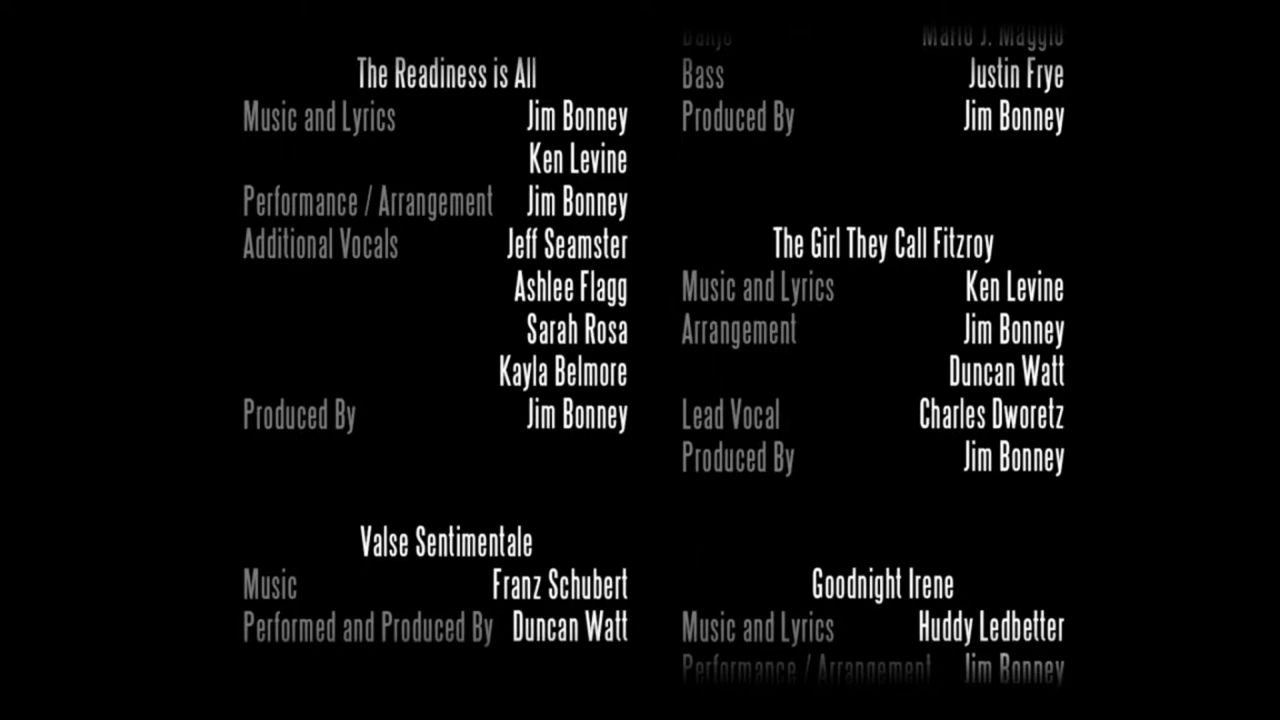 The Readiness is All
Music and Lyrics Jim Bonney
Ken Levine
Performance / Arrangement Jim Bonney
Additional Vocals Jeff Seamster
Ashlee Flagg
Sarah Rosa
Kayla Belmore
Produced By Jim Bonney
Valse Sentimentale
Music Franz Schubert
Performed and Produced By Duncan Watt
Banjo Mario J. Maggio
Bass Justin Frye
Produced By Jim Bonney
The Girl They Call Fitzroy
Music and Lyrics Ken Levine
Arrangement Jim Bonney
Duncan Watt
Lead Vocal Charles Dworetz
Produced By Jim Bonney
Goodnight Irene
Music and Lyrics Huddy Ledbetter
Performance / Arrangement Jim Bonney